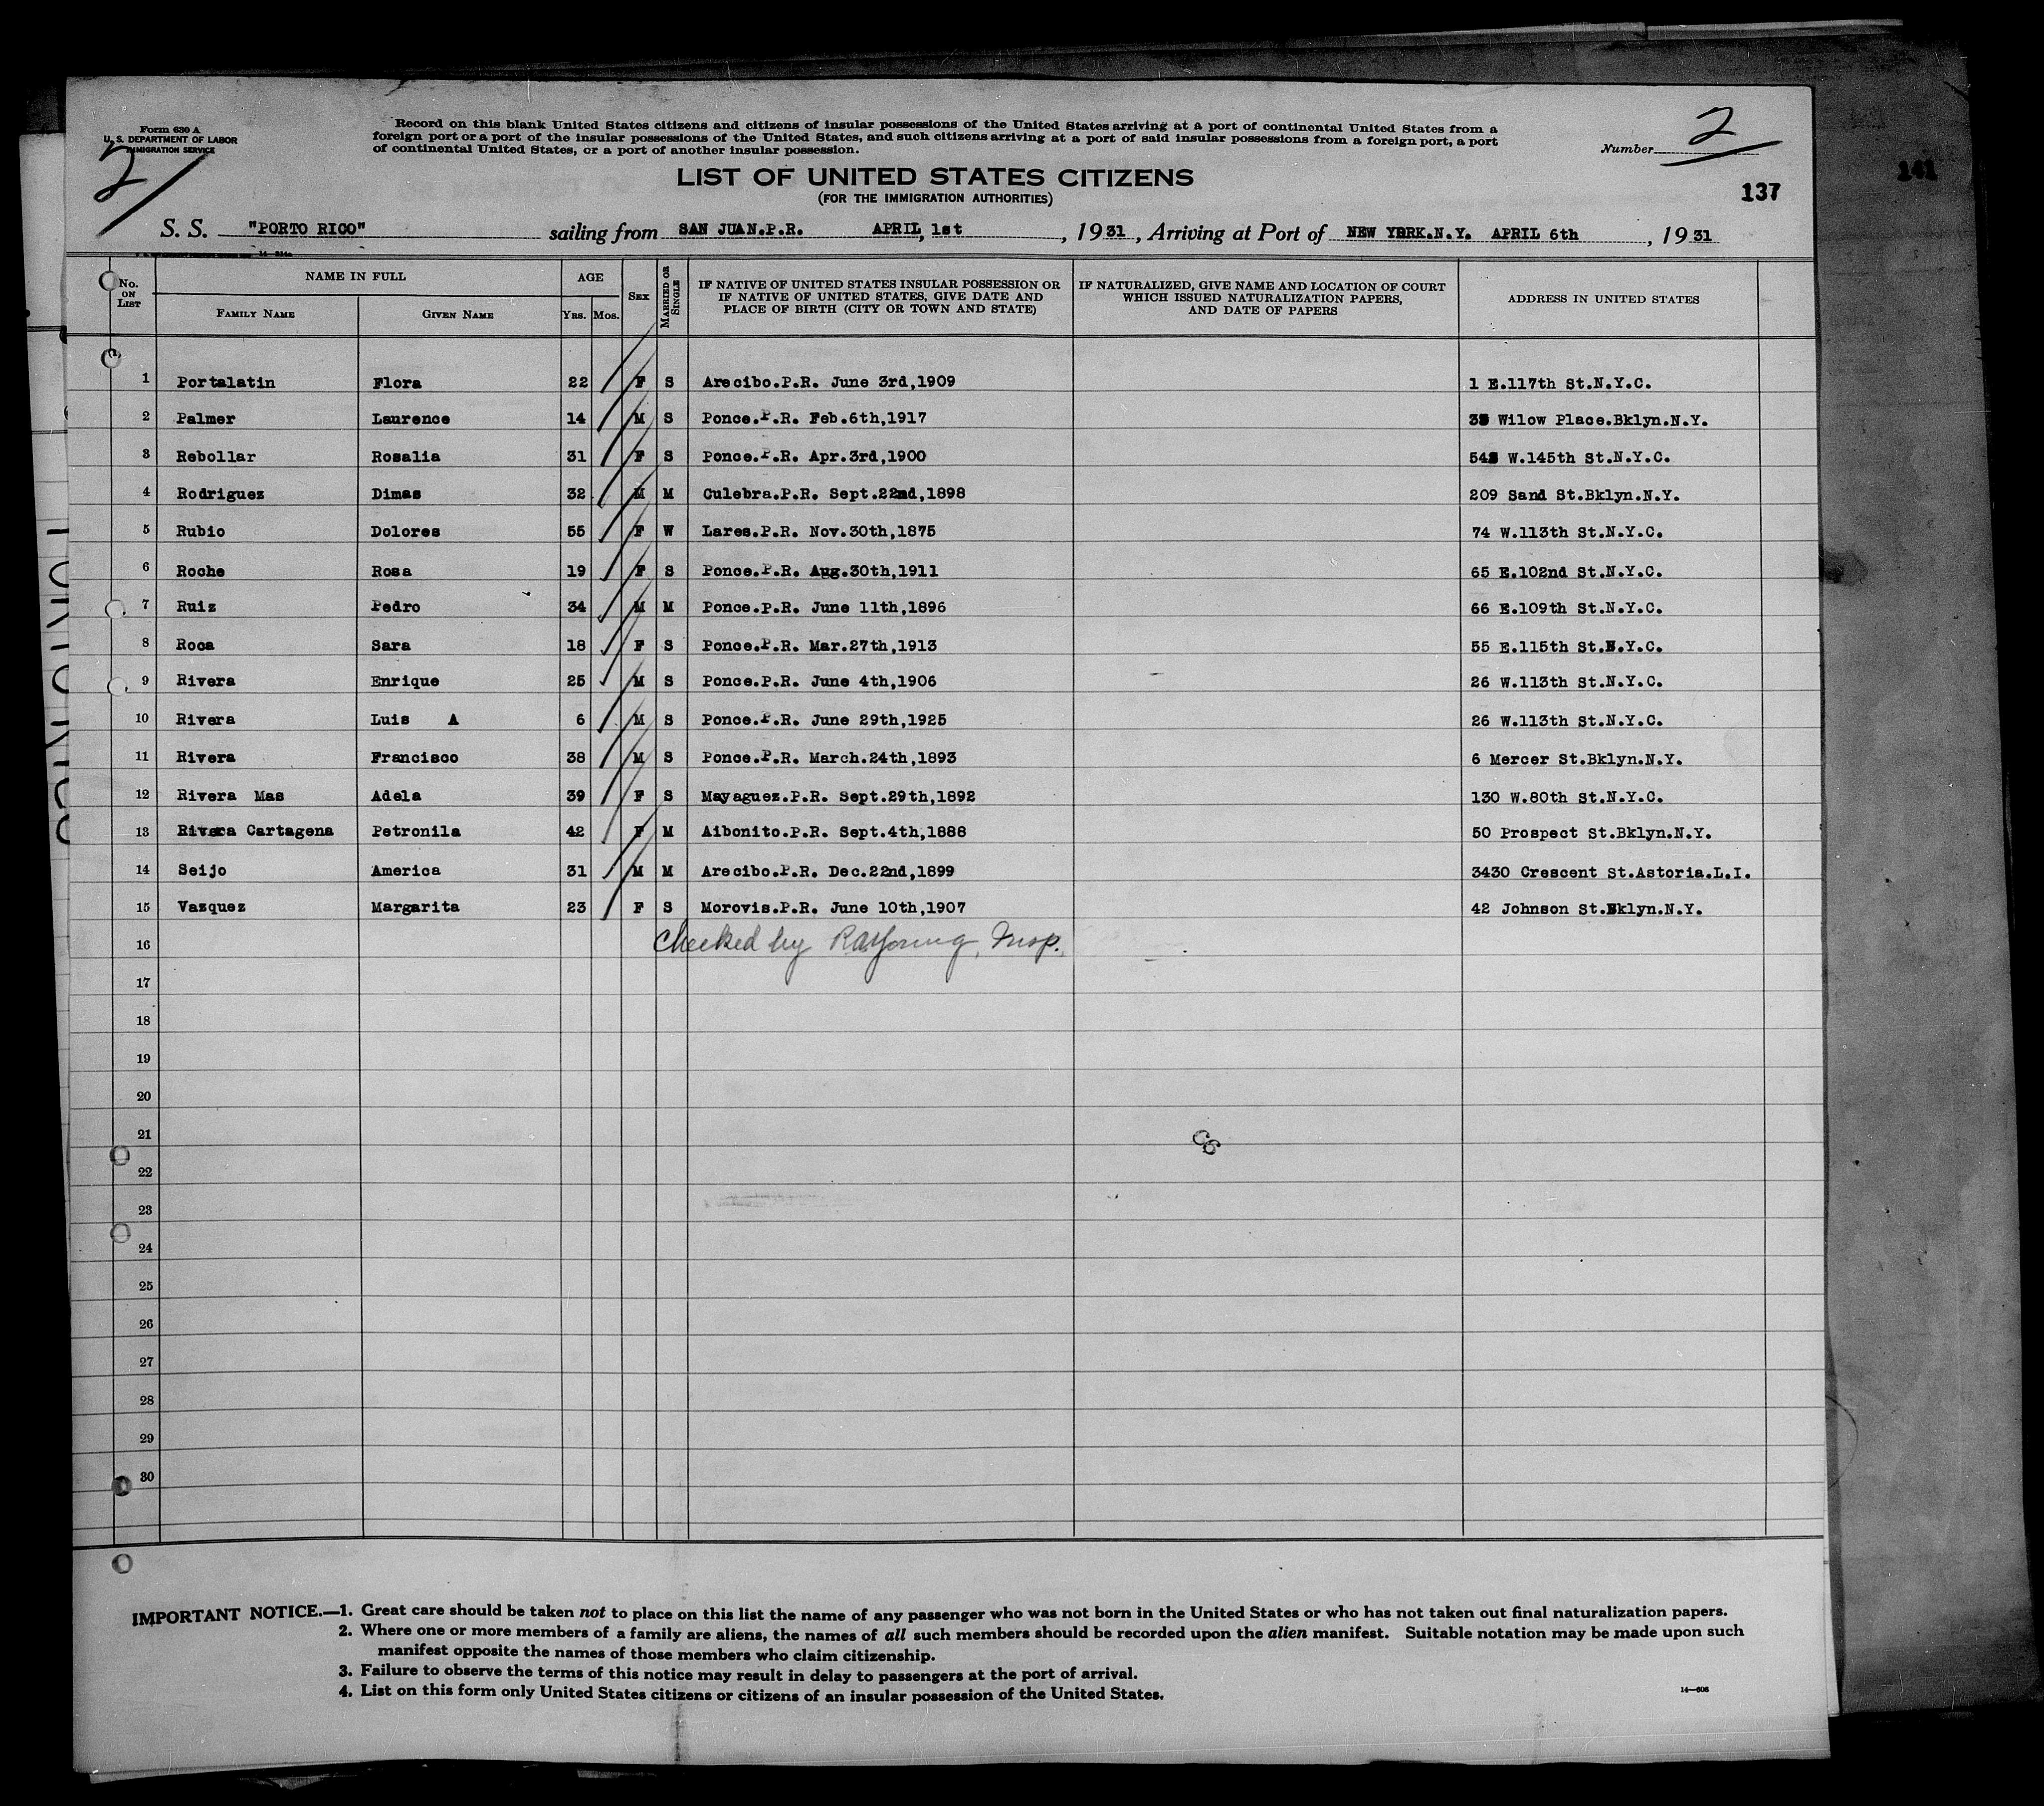 Form 630 A
U. S. DEPARTMENT OF LABOR
IMMIGRATION SERVICE
2
Record on this blank United States citizens and citizens of insular possessions of the United States arriving at a port of continental United States from a
foreign port or a port of the insular possessions of the United States, and such citizens arriving at a port of said insular possessions from a foreign port, a port
of continental United States, or a port of another insular possession.
Number 2
LIST OF UNITED STATES CITIZENS
(FOR THE IMMIGRATION AUTHORITIES)
137
141
S. S. "PORTO RICO" sailing from SAN JUAN.P.R. APRIL, 1st, 1931, Arriving at Port of NEW YORK.N.Y. APRIL 6th, 1931
No. ON LIST NAME IN FULL AGE SEX MARRIED OR SINGLE IF NATIVE OF UNITED STATES INSULAR POSSESSION OR IF NATIVE OF UNITED STATES, GIVE DATE AND PLACE OF BIRTH (CITY OR TOWN AND STATE) IF NATURALIZED, GIVE NAME AND LOCATION OF COURT WHICH ISSUED NATURALIZATION PAPERS, AND DATE OF PAPERS ADDRESS IN UNITED STATES
FAMILY NAME GIVEN NAME YRS. MOS.
1 Portalatin Flora 22 F S Arecibo.P.R. June 3rd,1909 1 E.117th St.N.Y.C.
2 Palmer Laurence 14 M S Ponce.P.R. Feb.6th,1917 Wilow Place.Bklyn.N.Y.
3 Rebollar Rosalia 31 F S Ponce.P.R. Apr.3rd,1900 W.145th St.N.Y.C.
4 Rodriguez Dimas 32 M M Culebra.P.R. Sept.22nd,1898 209 Sand St.Bklyn.N.Y.
5 Rubio Dolores 55 F W Lares.P.R. Nov.30th,1875 74 W.113th St.N.Y.C.
6 Roche Rosa 19 F S Ponce.P.R. Aug.30th,1911 65 E.102nd St.N.Y.C.
7 Ruiz Pedro 34 M M Ponce.P.R. June 11th,1896 66 E.109th St.N.Y.C.
8 Roca Sara 18 F S Ponce.P.R. Mar.27th,1913 55 E.115th St.N.Y.C.
9 Rivera Enrique 25 M S Ponce.P.R. June 4th,1906 26 W.113th St.N.Y.C.
10 Rivera Luis A 6 M S Ponce.P.R. June 29th,1925 26 W.113th St.N.Y.C.
11 Rivera Francisco 38 M S Ponce.P.R. March.24th,1893 6 Mercer St.Bklyn.N.Y.
12 Rivera Mas Adela 39 F S Mayaguez.P.R. Sept.29th,1892 130 W.80th St.N.Y.C.
13 Rivera Cartagena Petronila 42 F M Aibonito.P.R. Sept.4th,1888 50 Prospect St.Bklyn.N.Y.
14 Seijo America 31 M M Arecibo.P.R. Dec.22nd,1899 3430 Crescent St.Astoria.L.I.
15 Vazquez Margarita 23 F S Morovis.P.R. June 10th,1907 42 Johnson St.Bklyn.N.Y.
16 Checked by RAYoung, Insp.
17
18
19
20
21
22
23
24
25
26
27
28
29
30
IMPORTANT NOTICE.—1. Great care should be taken not to place on this list the name of any passenger who was not born in the United States or who has not taken out final naturalization papers.
2. Where one or more members of a family are aliens, the names of all such members should be recorded upon the alien manifest. Suitable notation may be made upon such
manifest opposite the names of those members who claim citizenship.
3. Failure to observe the terms of this notice may result in delay to passengers at the port of arrival.
4. List on this form only United States citizens or citizens of an insular possession of the United States.
14—606